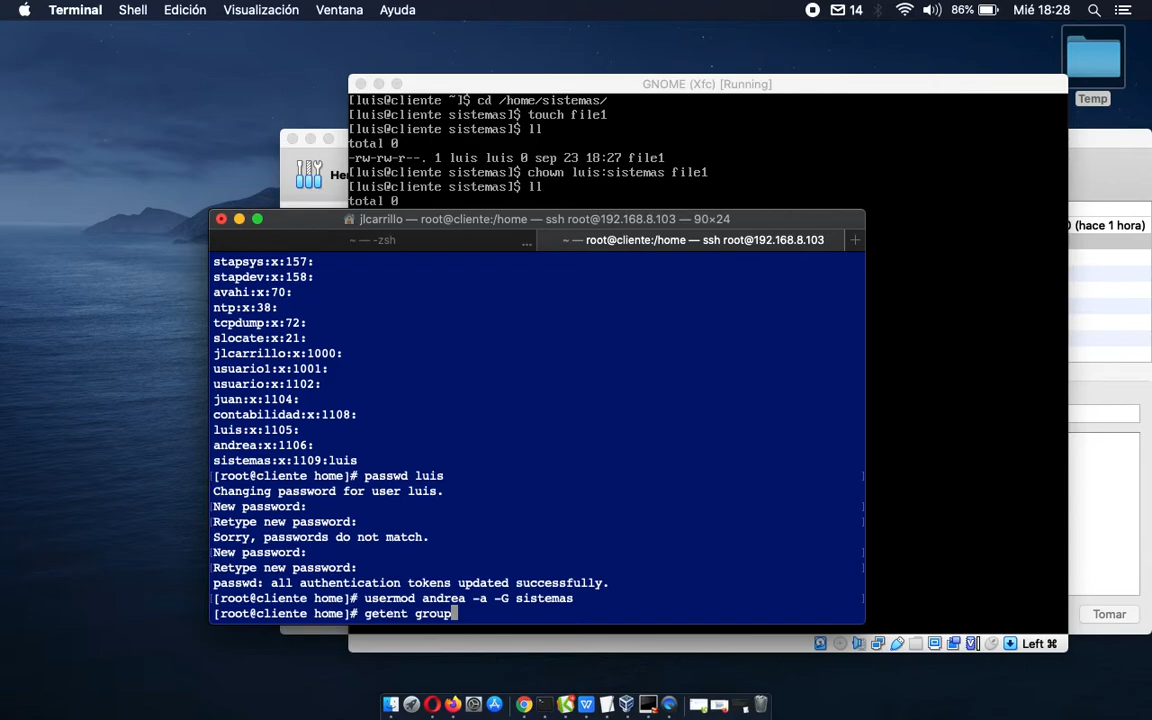 Terminal Shell Edición Visualización Ventana Ayuda 14 86% Mié 18:28
Temp
GNOME (Xfc) [Running]
[luis@cliente ~]$ cd /home/sistemas/
[luis@cliente sistemas]$ touch file1
[luis@cliente sistemas]$ ll
total 0
-rw-rw-r--. 1 luis luis 0 sep 23 18:27 file1
[luis@cliente sistemas]$ chown luis:sistemas file1
[luis@cliente sistemas]$ ll
total 0
0 (hace 1 hora)
jlcarrillo — root@cliente:/home — ssh root@192.168.8.103 — 90×24
~ — -zsh ... ~ — root@cliente:/home — ssh root@192.168.8.103 +
stapsys:x:157:
stapdev:x:158:
avahi:x:70:
ntp:x:38:
tcpdump:x:72:
slocate:x:21:
jlcarrillo:x:1000:
usuario1:x:1001:
usuario:x:1102:
juan:x:1104:
contabilidad:x:1108:
luis:x:1105:
andrea:x:1106:
sistemas:x:1109:luis
[root@cliente home]# passwd luis
Changing password for user luis.
New password:
Retype new password:
Sorry, passwords do not match.
New password:
Retype new password:
passwd: all authentication tokens updated successfully.
[root@cliente home]# usermod andrea -a -G sistemas
[root@cliente home]# getent group
Tomar
Left ⌘